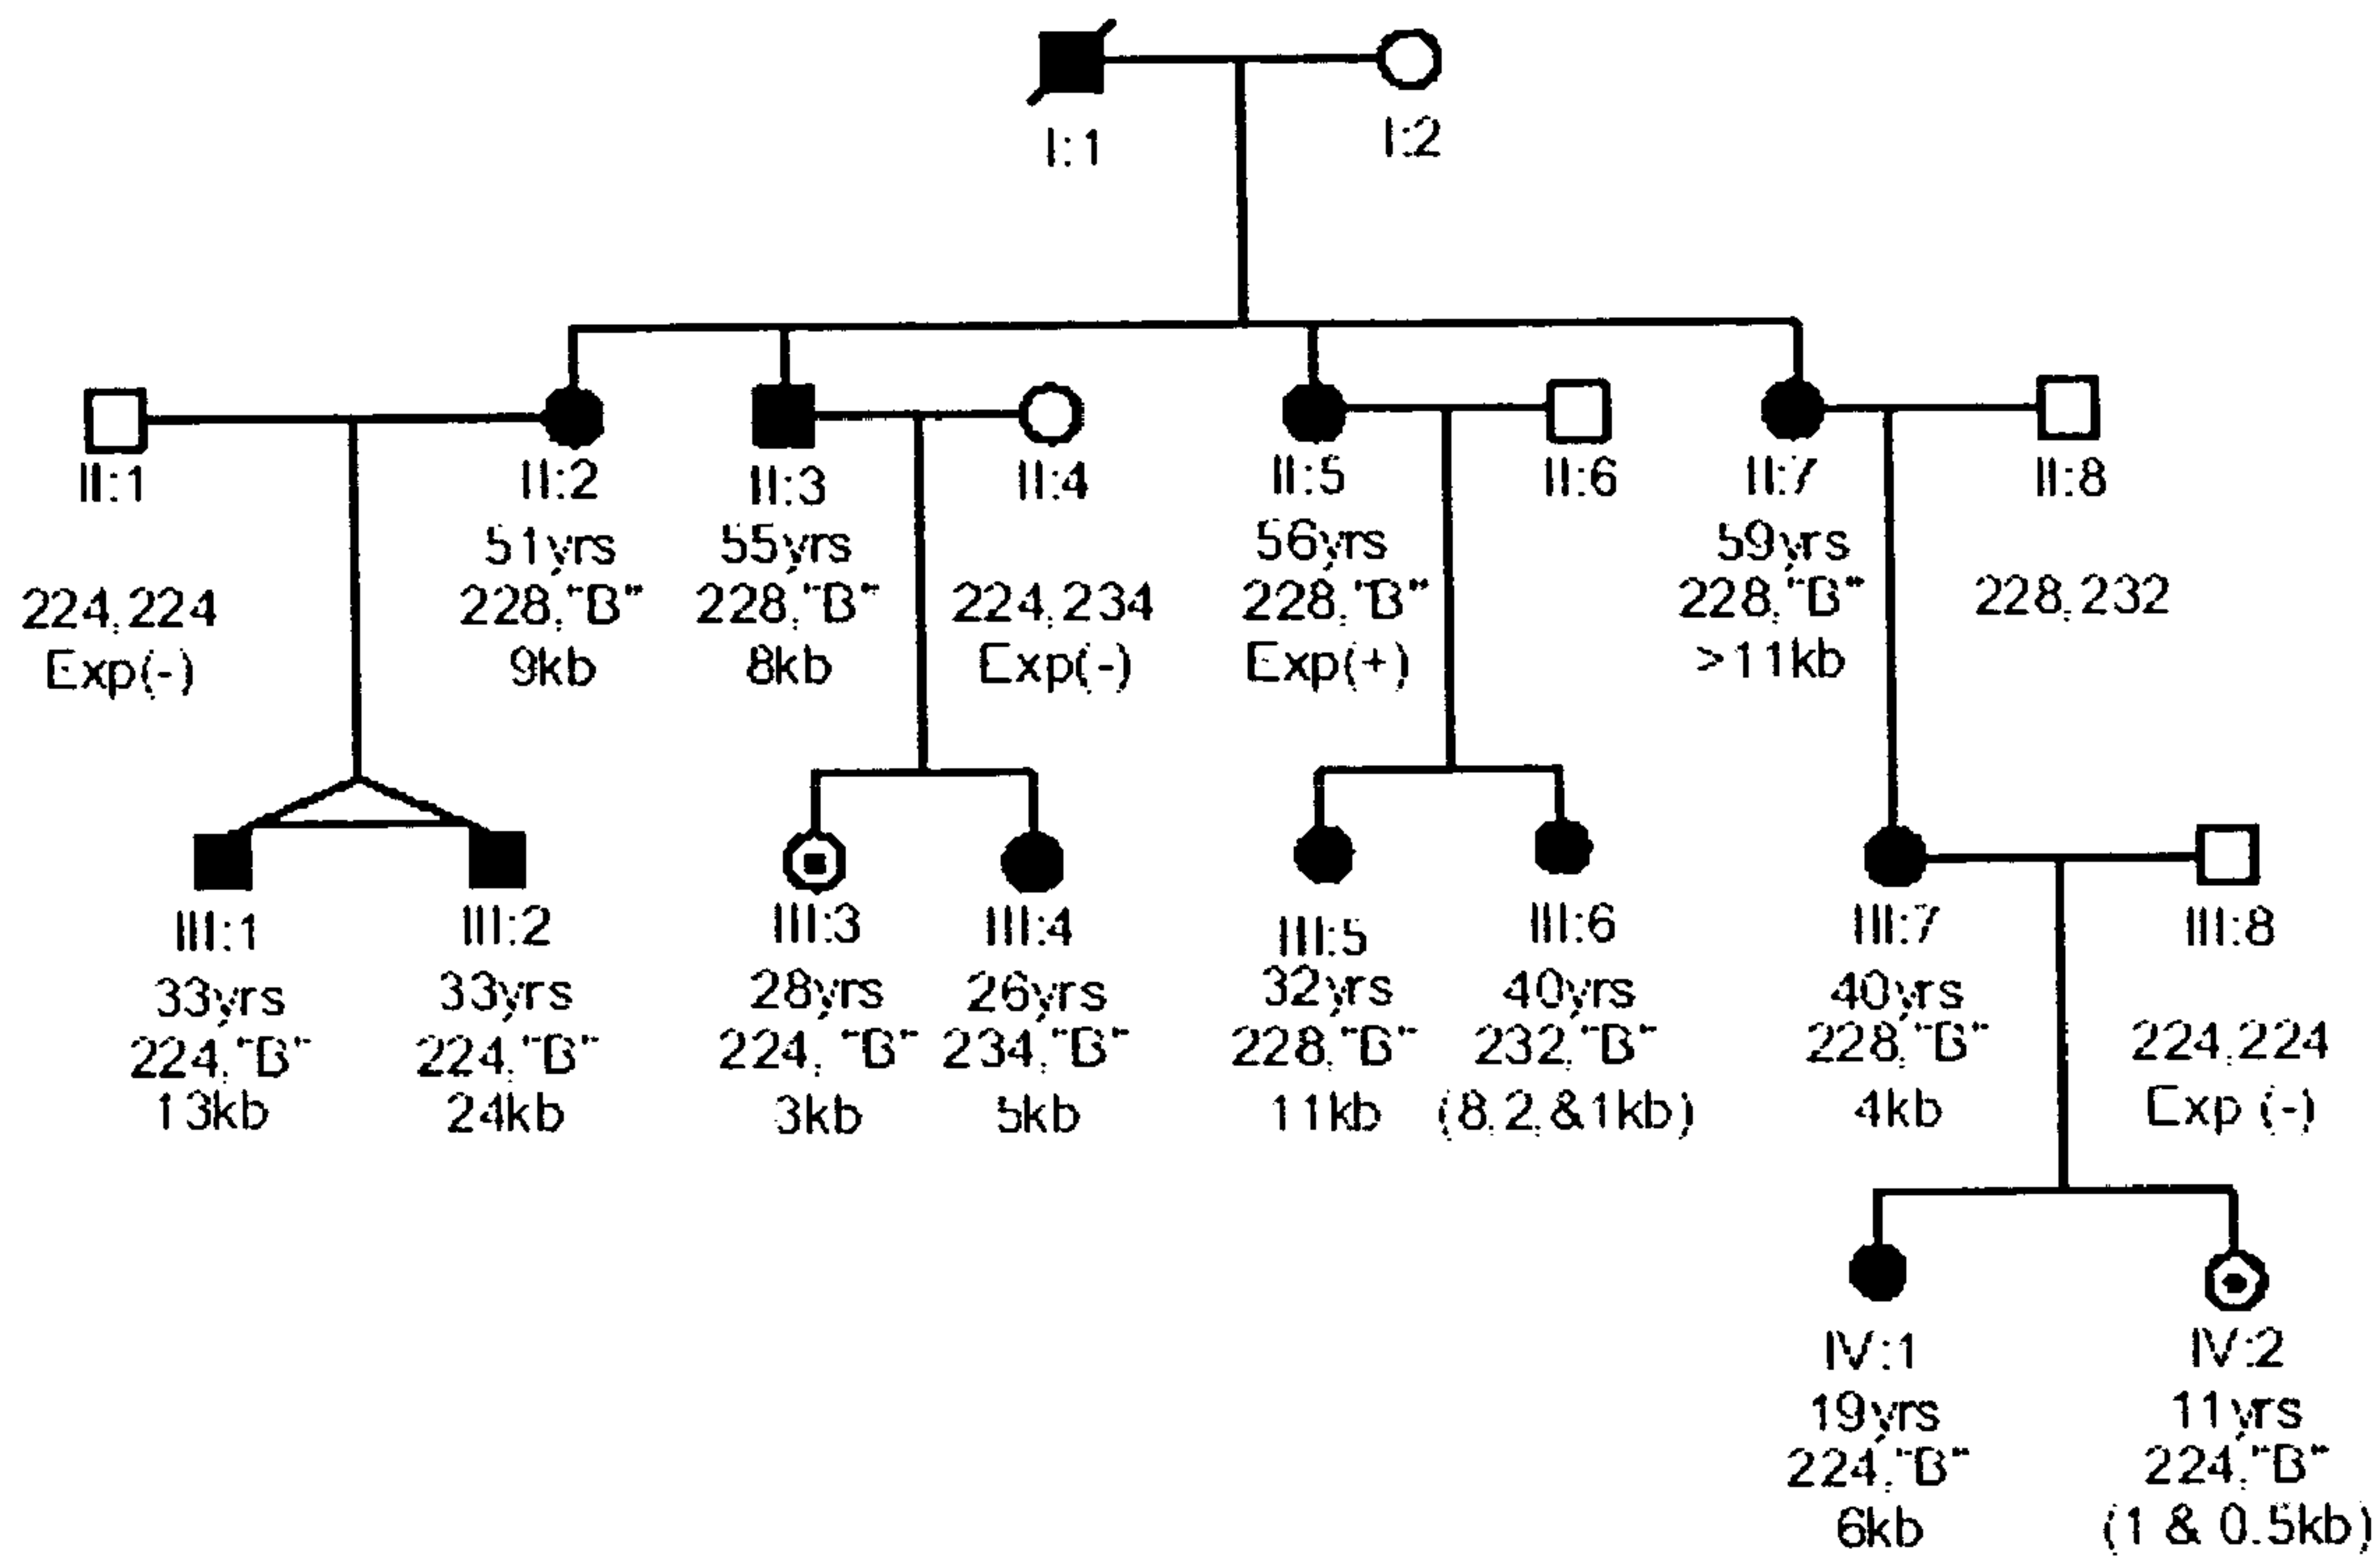 I:1 I:2
II:1 II:2 II:3 II:4 II:5 II:6 II:7 II:8
51yrs 55yrs 56yrs 59yrs
224,224 228,"B" 228,"B" 224,234 228,"B" 228,"B" 228,232
Exp(-) 9kb 8kb Exp(-) Exp(+) >11kb
III:1 III:2 III:3 III:4 III:5 III:6 III:7 III:8
33yrs 33yrs 28yrs 26yrs 32yrs 40yrs 40yrs
224,"B" 224,"B" 224, "B" 234,"B" 228,"B" 232,"B" 228,"B" 224,224
13kb 24kb 3kb 5kb 11kb (8,2,&1kb) 4kb Exp (-)
IV:1 IV:2
19yrs 11yrs
224,"B" 224,"B"
6kb (1 & 0.5kb)